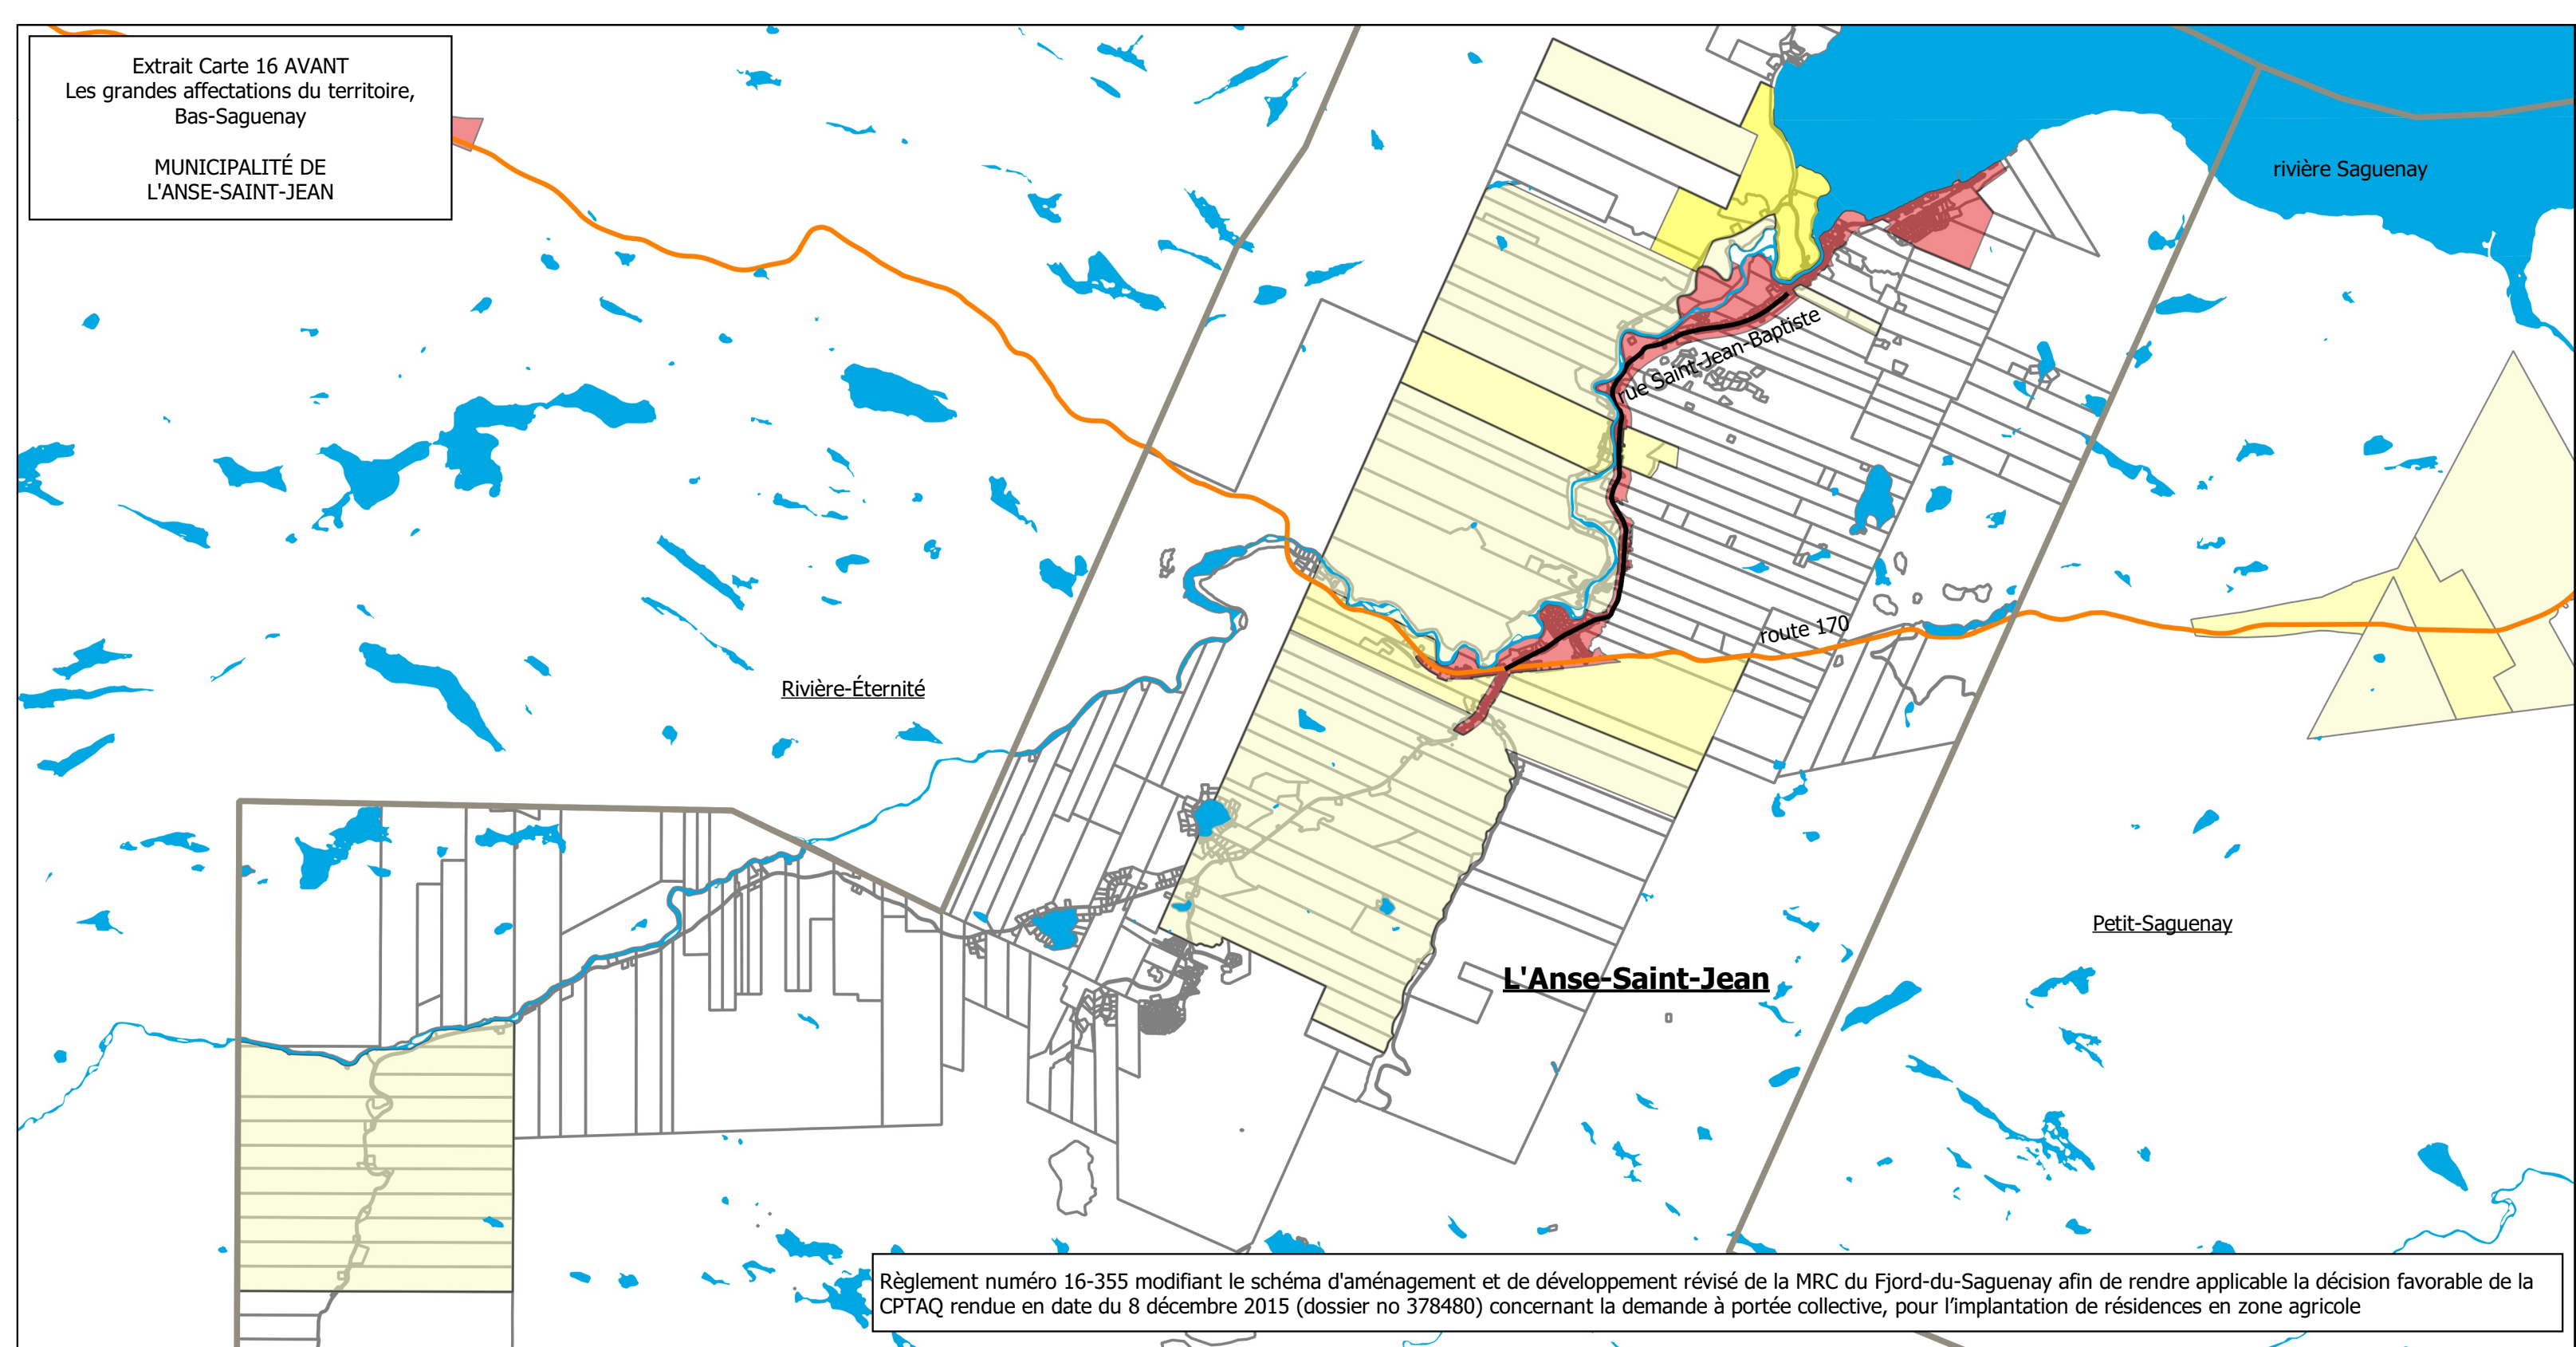 Extrait Carte 16 AVANT
Les grandes affectations du territoire,
Bas-Saguenay
MUNICIPALITÉ DE
L'ANSE-SAINT-JEAN
rivière Saguenay
rue Saint-Jean-Baptiste
route 170
Rivière-Éternité
Petit-Saguenay
L'Anse-Saint-Jean
Règlement numéro 16-355 modifiant le schéma d'aménagement et de développement révisé de la MRC du Fjord-du-Saguenay afin de rendre applicable la décision favorable de la
CPTAQ rendue en date du 8 décembre 2015 (dossier no 378480) concernant la demande à portée collective, pour l’implantation de résidences en zone agricole